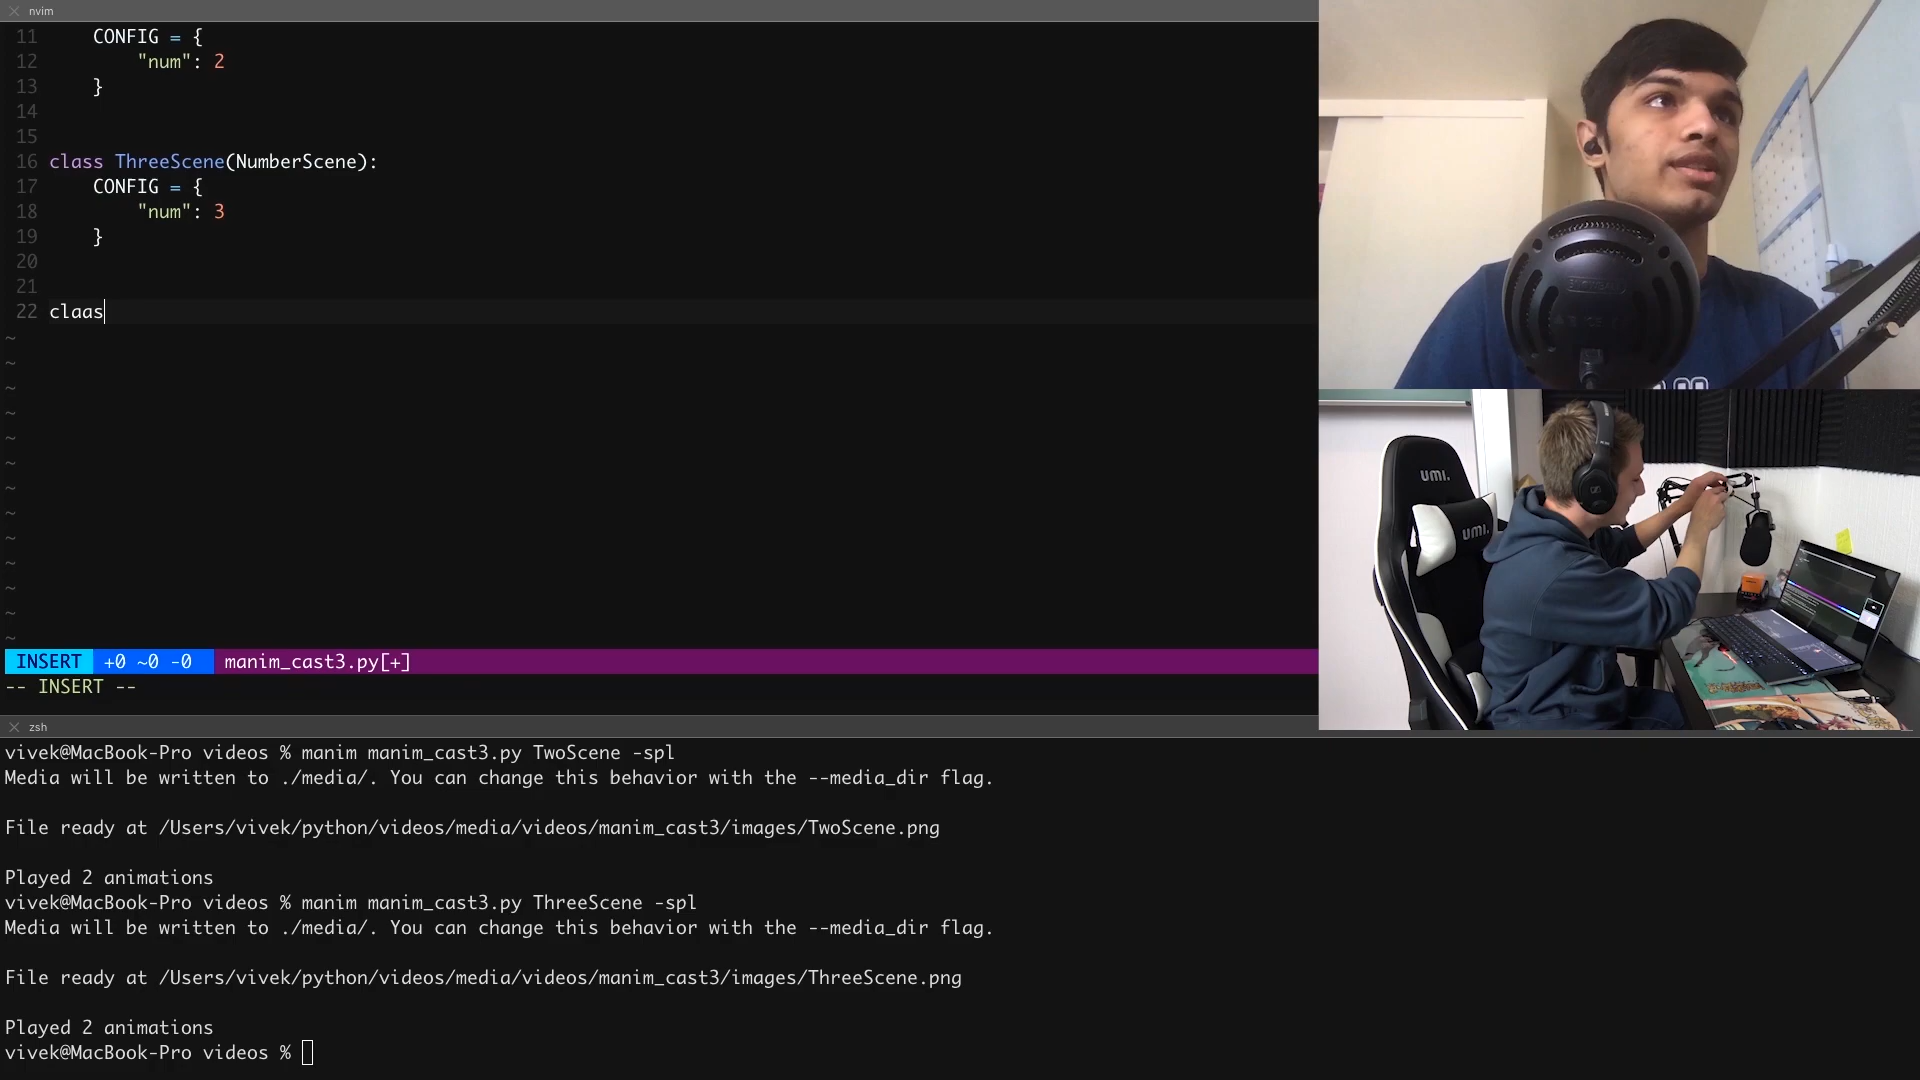 nvim
11 CONFIG = {
12 "num": 2
13 }
14
15
16 class ThreeScene(NumberScene):
17 CONFIG = {
18 "num": 3
19 }
20
21
22 claas
~
~
~
~
~
~
~
~
~
~
~
~
~
INSERT +0 ~0 -0 manim_cast3.py[+]
-- INSERT --
zsh
vivek@MacBook-Pro videos % manim manim_cast3.py TwoScene -spl
Media will be written to ./media/. You can change this behavior with the --media_dir flag.
File ready at /Users/vivek/python/videos/media/videos/manim_cast3/images/TwoScene.png
Played 2 animations
vivek@MacBook-Pro videos % manim manim_cast3.py ThreeScene -spl
Media will be written to ./media/. You can change this behavior with the --media_dir flag.
File ready at /Users/vivek/python/videos/media/videos/manim_cast3/images/ThreeScene.png
Played 2 animations
vivek@MacBook-Pro videos %
UMI.
UMI.